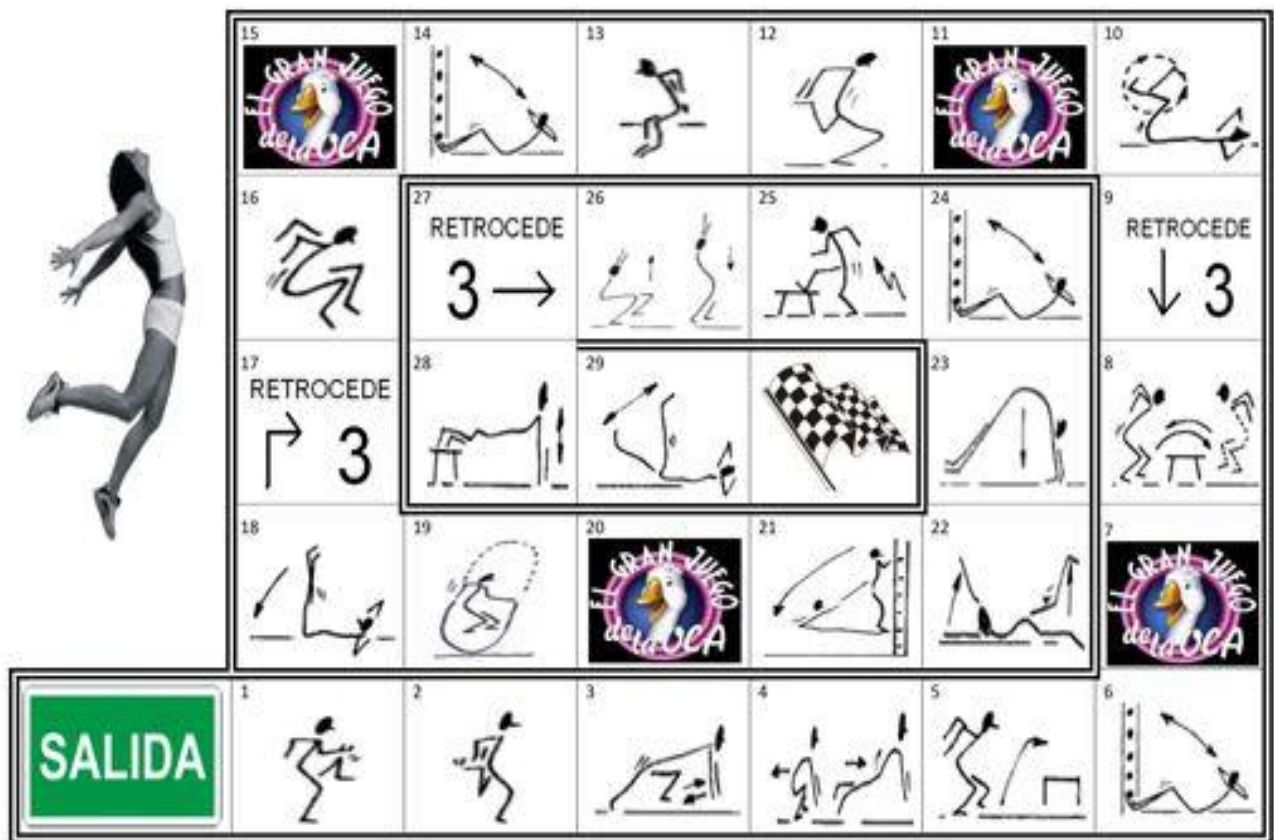 15
EL GRAN JUEGO
de la OCA
14
13
12
11
EL GRAN JUEGO
de la OCA
10
16
27
RETROCEDE
3
26
25
24
9
RETROCEDE
3
17
RETROCEDE
3
28
29
23
8
18
19
20
EL GRAN JUEGO
de la OCA
21
22
7
EL GRAN JUEGO
de la OCA
SALIDA
1
2
3
4
5
6